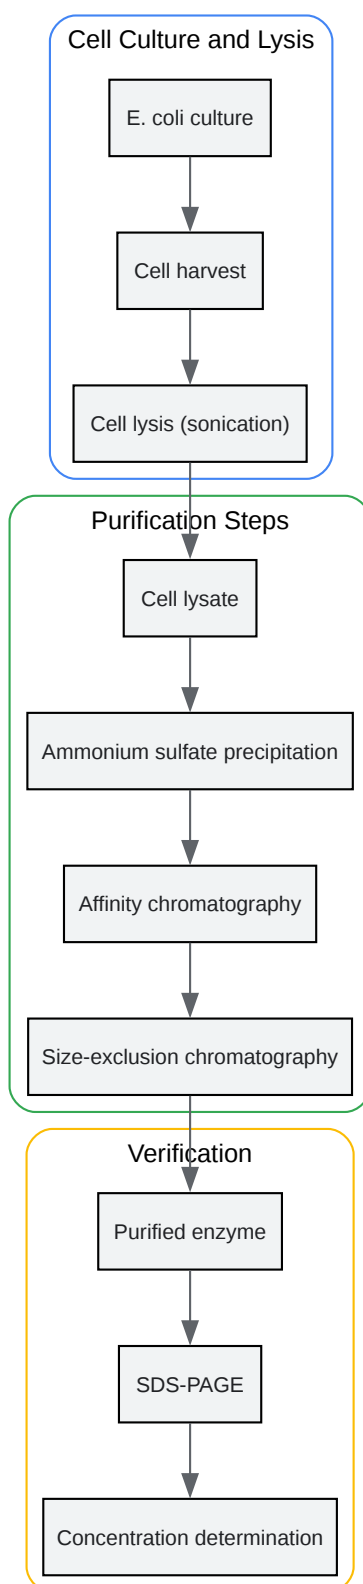 Cell Culture and Lysis
E. coli culture
Cell harvest
Cell lysis (sonication)
Purification Steps
Cell lysate
Ammonium sulfate precipitation
Affinity chromatography
Size-exclusion chromatography
Verification
Purified enzyme
SDS-PAGE
Concentration determination